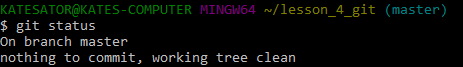 KATESATOR@KATES-COMPUTER MINGW64 ~/lesson_4_git (master)
$ git status
On branch master
nothing to commit, working tree clean